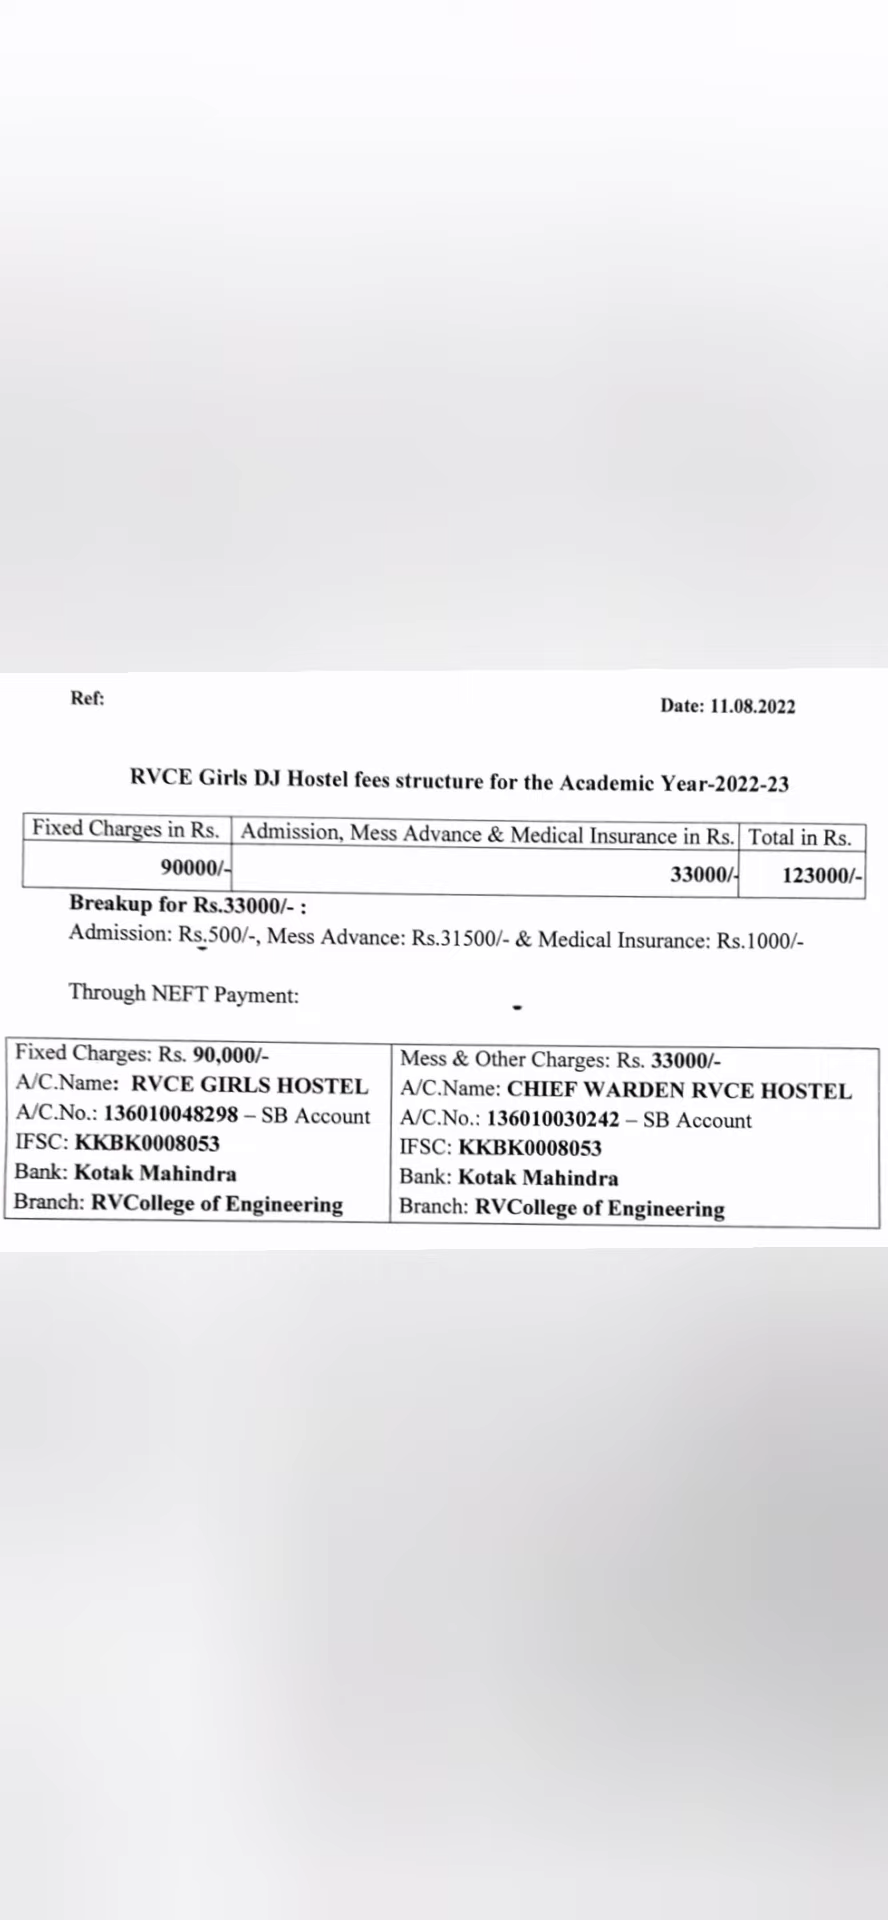 Ref:
Date: 11.08.2022
RVCE Girls DJ Hostel fees structure for the Academic Year-2022-23
Fixed Charges in Rs. Admission, Mess Advance & Medical Insurance in Rs. Total in Rs.
90000/- 33000/- 123000/-
Breakup for Rs.33000/- :
Admission: Rs.500/-, Mess Advance: Rs.31500/- & Medical Insurance: Rs.1000/-
Through NEFT Payment:
Fixed Charges: Rs. 90,000/-
A/C.Name: RVCE GIRLS HOSTEL
A/C.No.: 136010048298 – SB Account
IFSC: KKBK0008053
Bank: Kotak Mahindra
Branch: RVCollege of Engineering
Mess & Other Charges: Rs. 33000/-
A/C.Name: CHIEF WARDEN RVCE HOSTEL
A/C.No.: 136010030242 – SB Account
IFSC: KKBK0008053
Bank: Kotak Mahindra
Branch: RVCollege of Engineering